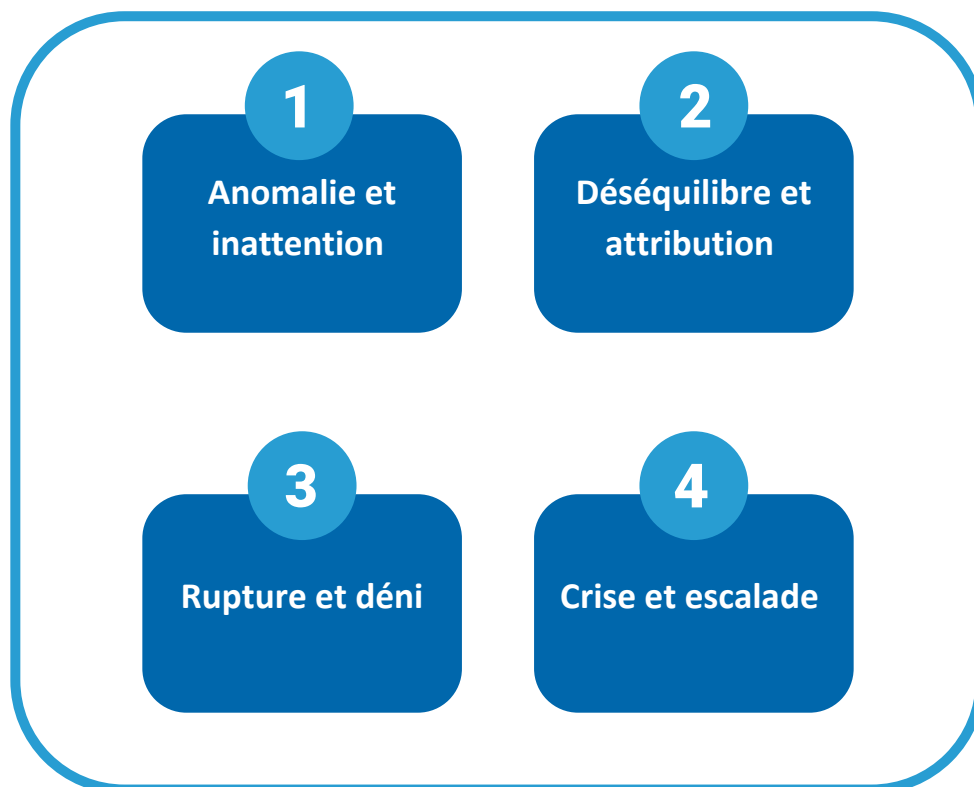 1
Anomalie et
inattention
2
Déséquilibre et
attribution
3
Rupture et déni
4
Crise et escalade